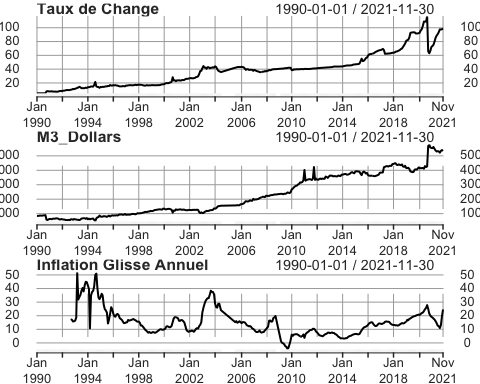 Taux de Change 1990-01-01 / 2021-11-30
100 100
80 80
60 60
40 40
20 20
Jan Jan Jan Jan Jan Jan Jan Jan Nov
1990 1994 1998 2002 2006 2010 2014 2018 2021
M3_Dollars 1990-01-01 / 2021-11-30
000 500
000 400
000 300
000 200
000 100
Jan Jan Jan Jan Jan Jan Jan Jan Nov
1990 1994 1998 2002 2006 2010 2014 2018 2021
Inflation Glisse Annuel 1990-01-01 / 2021-11-30
50 50
40 40
30 30
20 20
10 10
0 0
Jan Jan Jan Jan Jan Jan Jan Jan Nov
1990 1994 1998 2002 2006 2010 2014 2018 2021